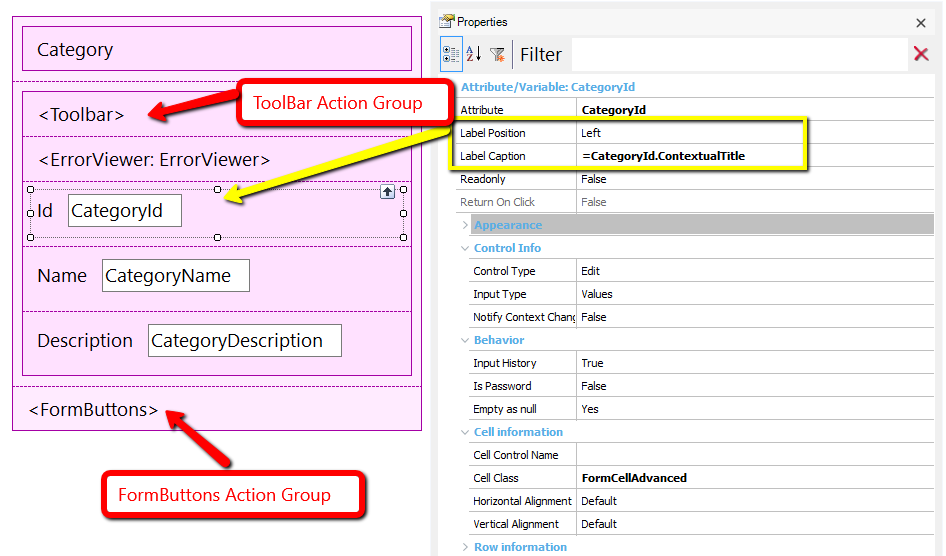 Category
<Toolbar>
ToolBar Action Group
<ErrorViewer: ErrorViewer>
Id CategoryId
Name CategoryName
Description CategoryDescription
<FormButtons>
FormButtons Action Group
Properties
Filter
Attribute/Variable: CategoryId
Attribute CategoryId
Label Position Left
Label Caption =CategoryId.ContextualTitle
Readonly False
Return On Click False
Appearance
Control Info
Control Type Edit
Input Type Values
Notify Context Chang False
Behavior
Input History True
Is Password False
Empty as null Yes
Cell information
Cell Control Name
Cell Class FormCellAdvanced
Horizontal Alignment Default
Vertical Alignment Default
Row information